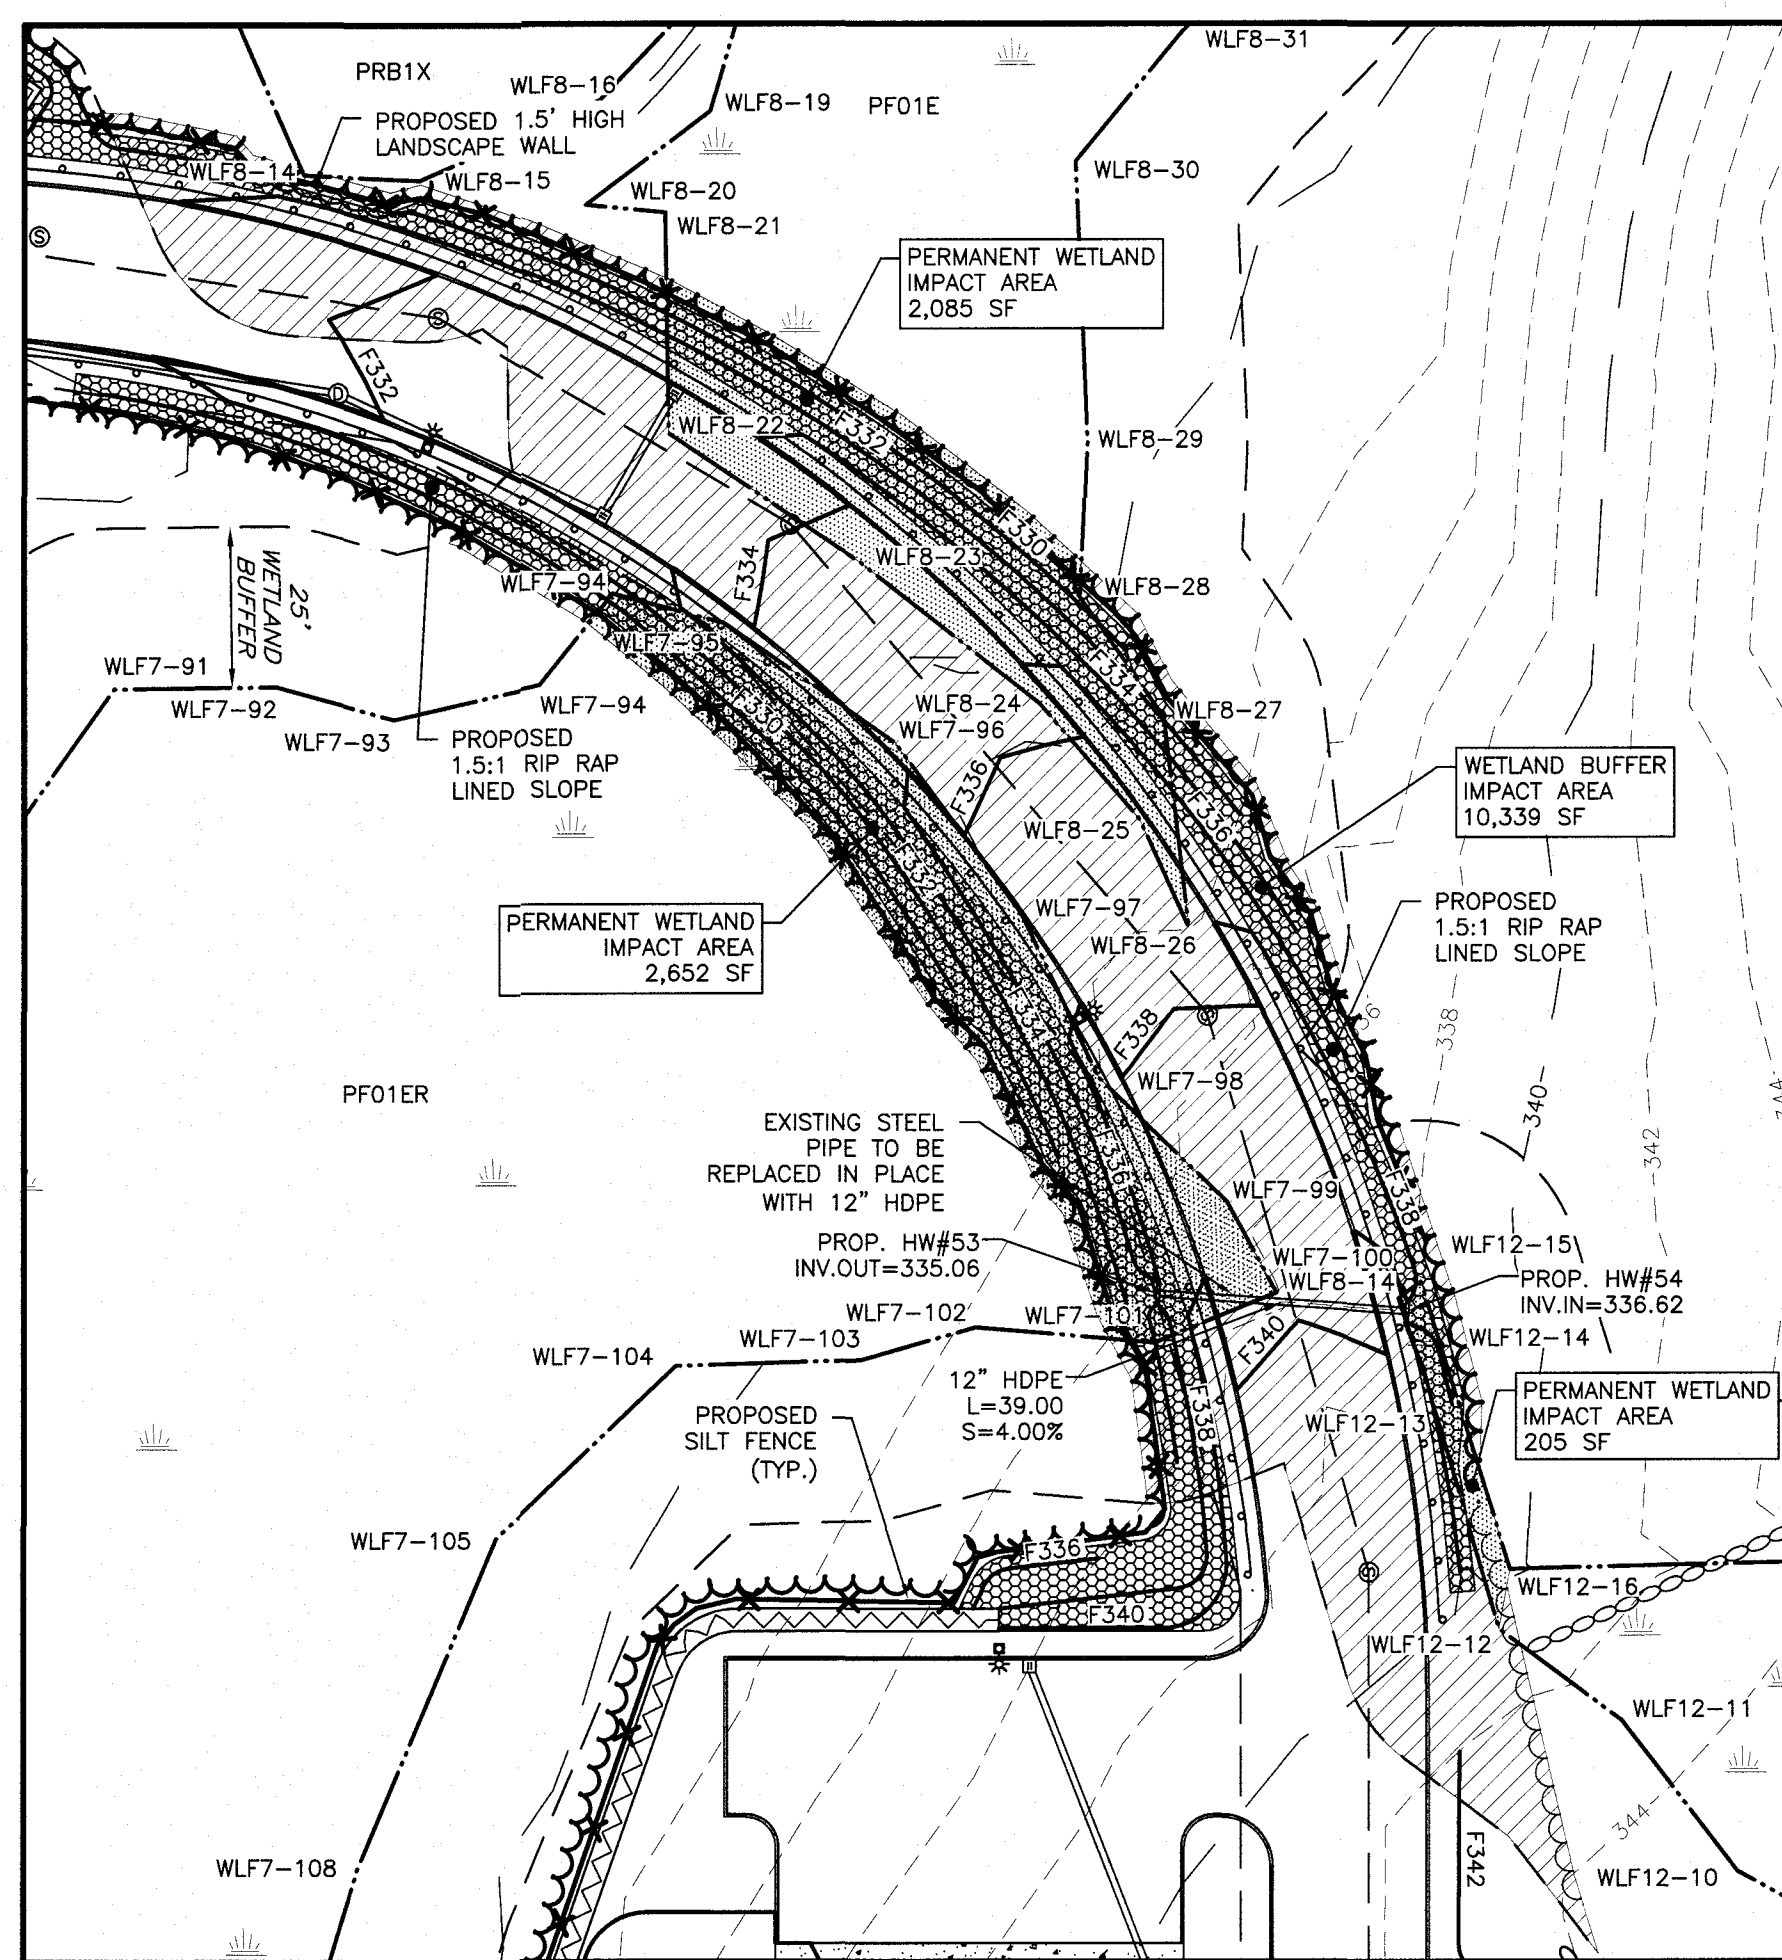 WLF8-31
PRB1X
WLF8-16
WLF8-19
PF01E
PROPOSED 1.5' HIGH
LANDSCAPE WALL
WLF8-14
WLF8-15
WLF8-20
WLF8-30
WLF8-21
PERMANENT WETLAND
IMPACT AREA
2,085 SF
S
S
F332
D
WLF8-22
F332
WLF8-29
F330
25'
WETLAND
BUFFER
WLF7-94
F334
WLF8-23
WLF8-28
WLF7-95
F334
WLF7-91
WLF7-92
WLF7-93
WLF7-94
F330
WLF8-24
WLF7-96
WLF8-27
PROPOSED
1.5:1 RIP RAP
LINED SLOPE
F336
F336
WETLAND BUFFER
IMPACT AREA
10,339 SF
WLF8-25
F332
WLF7-97
WLF8-26
PERMANENT WETLAND
IMPACT AREA
2,652 SF
PROPOSED
1.5:1 RIP RAP
LINED SLOPE
F334
F338
S
36
338
340
342
344
WLF7-98
PF01ER
EXISTING STEEL
PIPE TO BE
REPLACED IN PLACE
WITH 12" HDPE
F336
WLF7-99
F338
PROP. HW#53
INV.OUT=335.06
WLF7-100
WLF8-14
WLF12-15
PROP. HW#54
INV.IN=336.62
WLF7-102
WLF7-101
WLF7-103
WLF7-104
F340
WLF12-14
12" HDPE
L=39.00
S=4.00%
F338
WLF12-13
PERMANENT WETLAND
IMPACT AREA
205 SF
PROPOSED
SILT FENCE
(TYP.)
WLF7-105
F336
S
WLF12-16
F340
WLF12-12
WLF12-11
344
F342
WLF7-108
WLF12-10